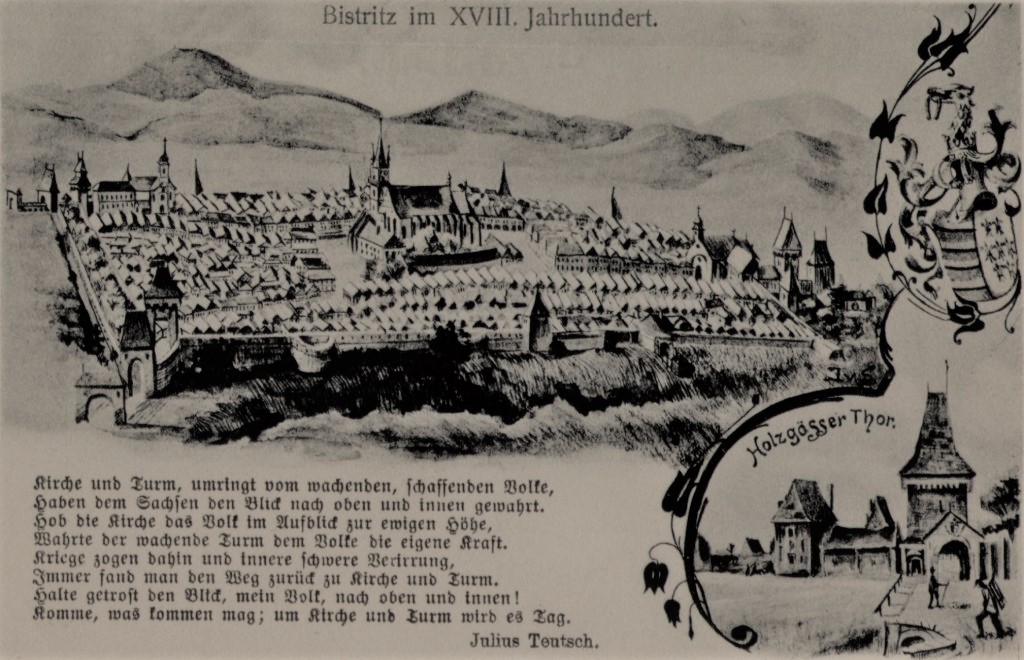 Bistritz im XVIII. Jahrhundert.
Holzgässer Thor.
Kirche und Turm, umringt vom wachenden, schaffenden Volke,
Haben dem Sachsen den Blick nach oben und innen gewahrt.
Hob die Kirche das Volk im Aufblick zur ewigen Höhe,
Wahrte der wachende Turm dem Volke die eigene Kraft.
Kriege zogen dahin und innere schwere Verirrung,
Immer fand man den Weg zurück zu Kirche und Turm.
Halte getrost den Blick, mein Volk, nach oben und innen!
Komme, was kommen mag; um Kirche und Turm wird es Tag.
Julius Teutsch.